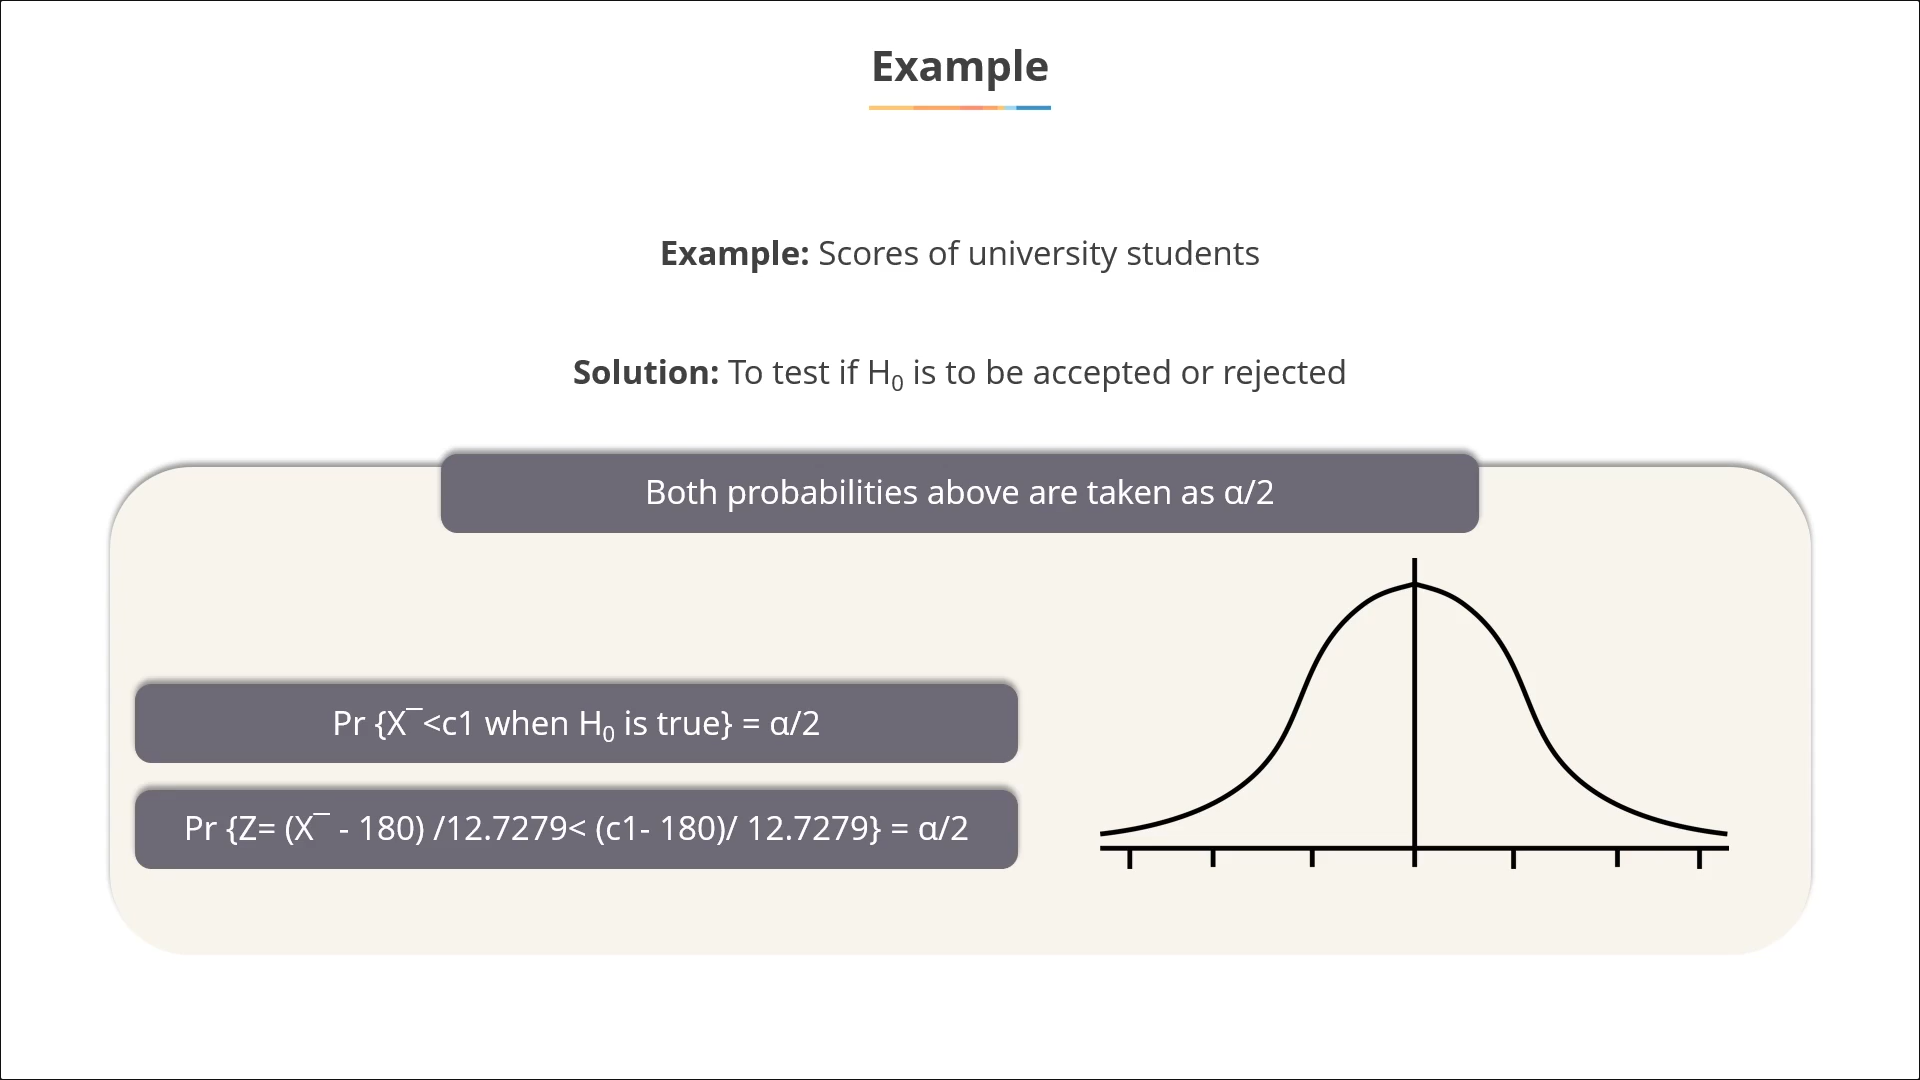 Example
Example: Scores of university students
Solution: To test if H₀ is to be accepted or rejected
Both probabilities above are taken as α/2
Pr {X¯<c1 when H₀ is true} = α/2
Pr {Z= (X¯ - 180) /12.7279< (c1- 180)/ 12.7279} = α/2